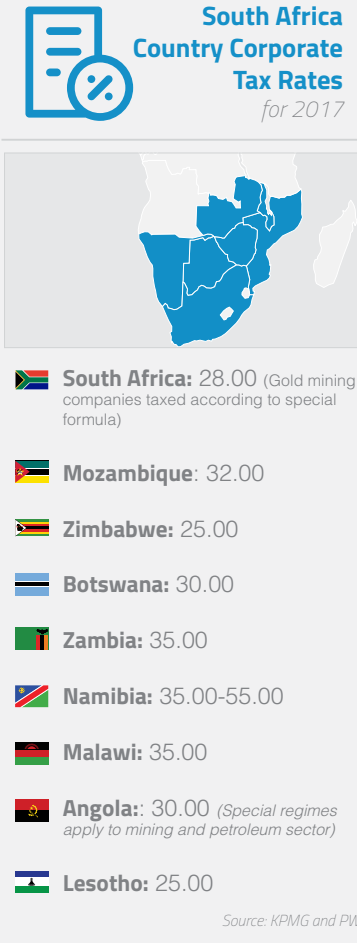 South Africa
Country Corporate
Tax Rates
for 2017
South Africa: 28.00 (Gold mining
companies taxed according to special
formula)
Mozambique: 32.00
Zimbabwe: 25.00
Botswana: 30.00
Zambia: 35.00
Namibia: 35.00-55.00
Malawi: 35.00
Angola:: 30.00 (Special regimes
apply to mining and petroleum sector)
Lesotho: 25.00
Source: KPMG and